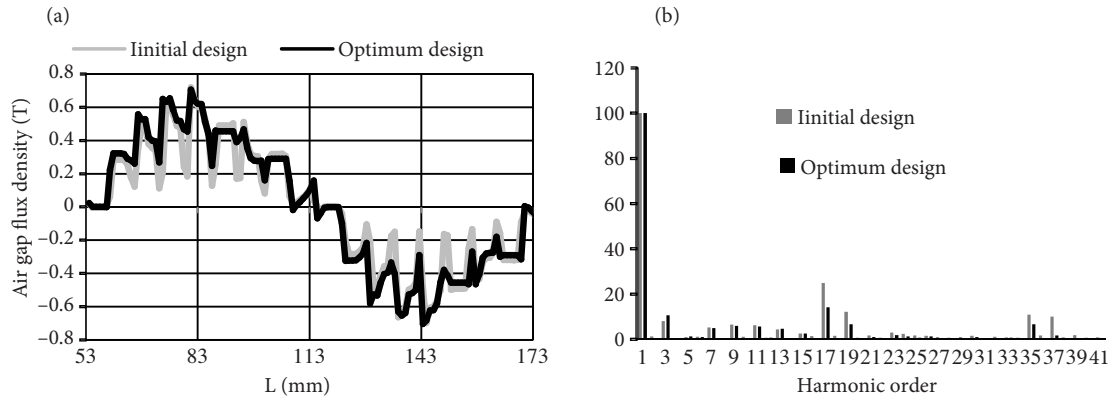 (a)
Iinitial design
Optimum design
Air gap flux density (T)
0.8
0.6
0.4
0.2
0
−0.2
−0.4
−0.6
−0.8
53 83 113 143 173
L (mm)
(b)
120
100
80
60
40
20
0
Iinitial design
Optimum design
1 3 5 7 9 11 13 15 17 19 21 23 25 27 29 31 33 35 37 39 41
Harmonic order